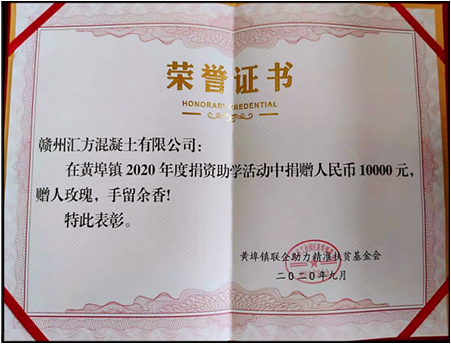 荣誉证书
HONORARY CREDENTIAL
赣州汇方混凝土有限公司：
在黄埠镇2020年度捐资助学活动中捐赠人民币10000元，
赠人玫瑰，手留余香！
特此表彰。
黄埠镇联企助力精准扶贫基金会
二〇二〇年九月